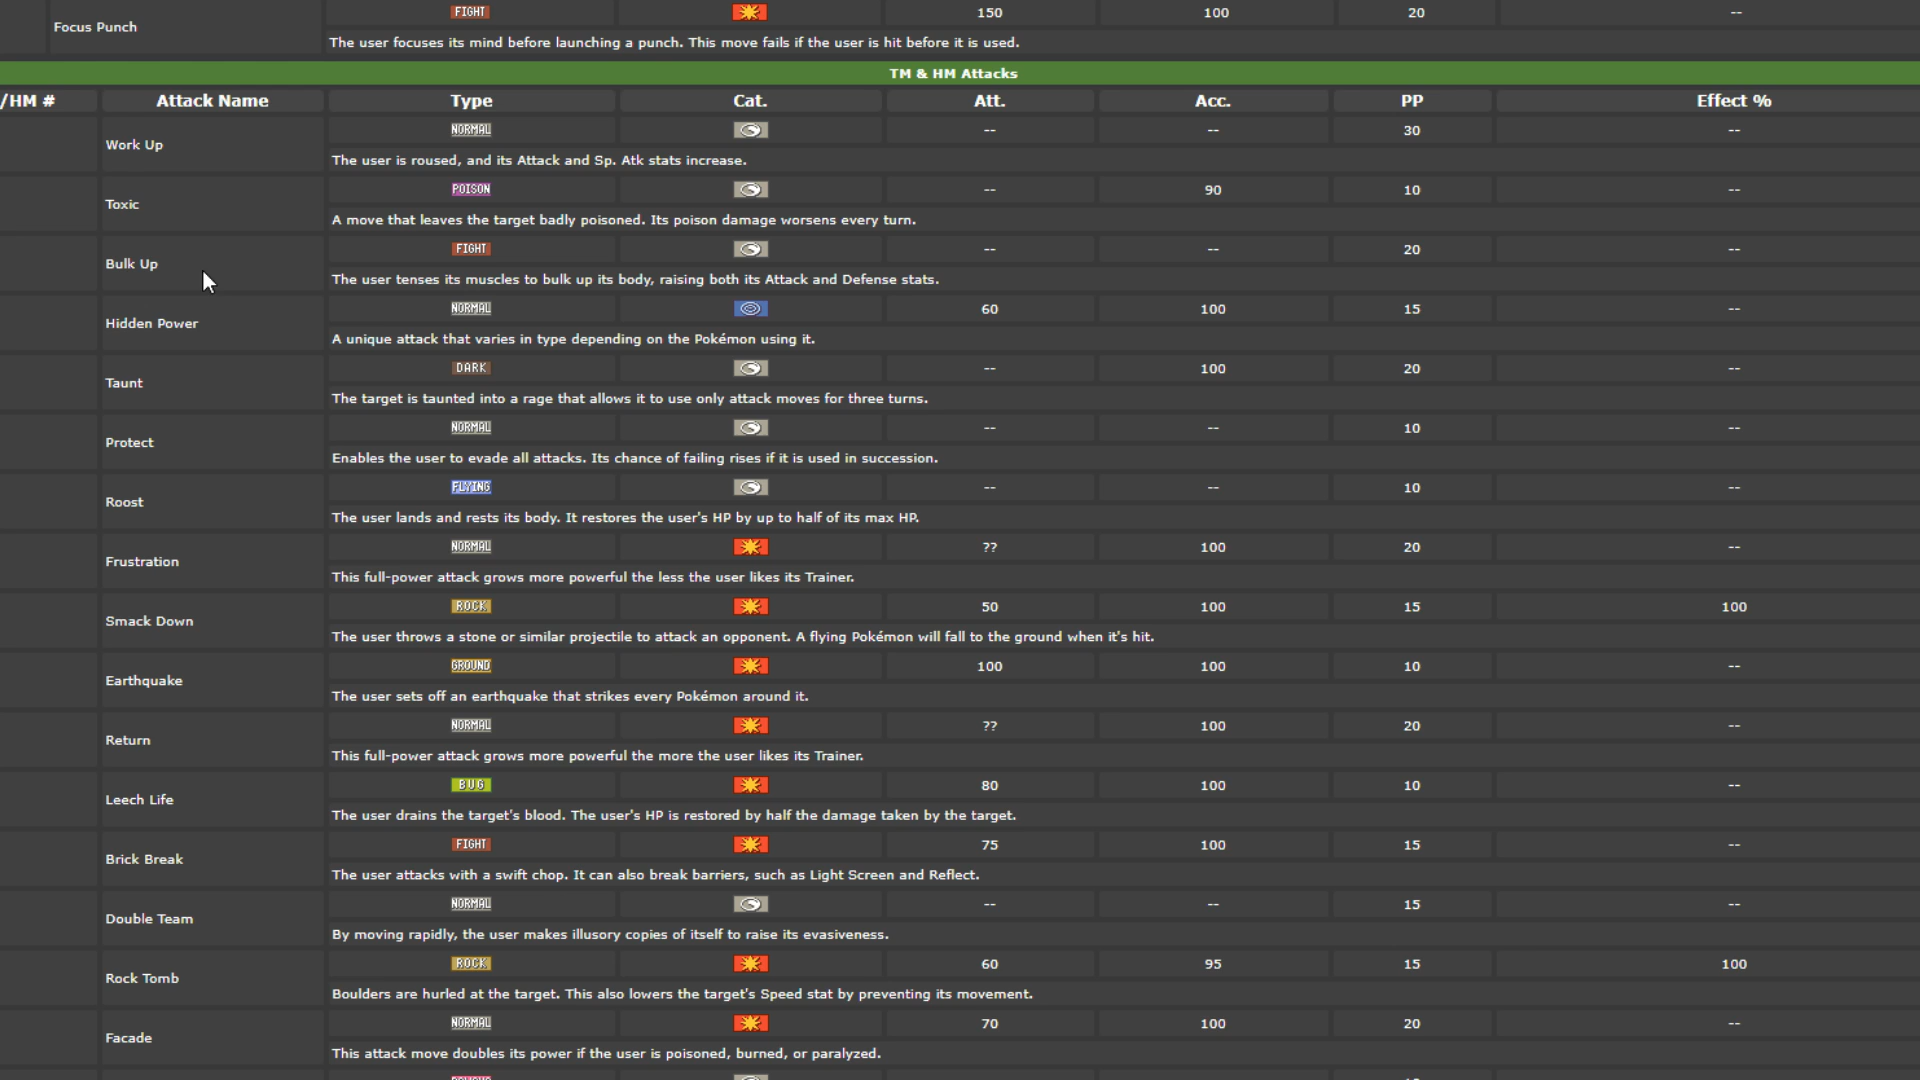 Focus Punch FIGHT 150 100 20 --
The user focuses its mind before launching a punch. This move fails if the user is hit before it is used.
TM & HM Attacks
/HM # Attack Name Type Cat. Att. Acc. PP Effect %
Work Up NORMAL -- -- 30 --
The user is roused, and its Attack and Sp. Atk stats increase.
Toxic POISON -- 90 10 --
A move that leaves the target badly poisoned. Its poison damage worsens every turn.
Bulk Up FIGHT -- -- 20 --
The user tenses its muscles to bulk up its body, raising both its Attack and Defense stats.
Hidden Power NORMAL 60 100 15 --
A unique attack that varies in type depending on the Pokémon using it.
Taunt DARK -- 100 20 --
The target is taunted into a rage that allows it to use only attack moves for three turns.
Protect NORMAL -- -- 10 --
Enables the user to evade all attacks. Its chance of failing rises if it is used in succession.
Roost FLYING -- -- 10 --
The user lands and rests its body. It restores the user's HP by up to half of its max HP.
Frustration NORMAL ?? 100 20 --
This full-power attack grows more powerful the less the user likes its Trainer.
Smack Down ROCK 50 100 15 100
The user throws a stone or similar projectile to attack an opponent. A flying Pokémon will fall to the ground when it's hit.
Earthquake GROUND 100 100 10 --
The user sets off an earthquake that strikes every Pokémon around it.
Return NORMAL ?? 100 20 --
This full-power attack grows more powerful the more the user likes its Trainer.
Leech Life BUG 80 100 10 --
The user drains the target's blood. The user's HP is restored by half the damage taken by the target.
Brick Break FIGHT 75 100 15 --
The user attacks with a swift chop. It can also break barriers, such as Light Screen and Reflect.
Double Team NORMAL -- -- 15 --
By moving rapidly, the user makes illusory copies of itself to raise its evasiveness.
Rock Tomb ROCK 60 95 15 100
Boulders are hurled at the target. This also lowers the target's Speed stat by preventing its movement.
Facade NORMAL 70 100 20 --
This attack move doubles its power if the user is poisoned, burned, or paralyzed.